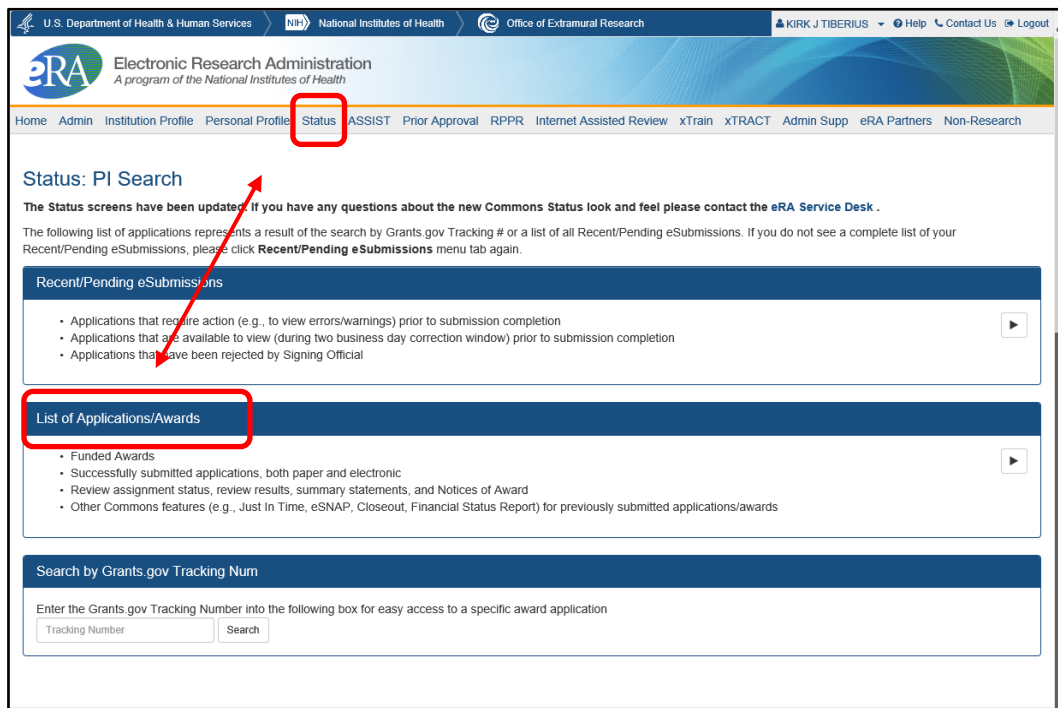 U.S. Department of Health & Human Services NIH National Institutes of Health Office of Extramural Research KIRK J TIBERIUS Help Contact Us Logout
eRA Electronic Research Administration
A program of the National Institutes of Health
Home Admin Institution Profile Personal Profile Status ASSIST Prior Approval RPPR Internet Assisted Review xTrain xTRACT Admin Supp eRA Partners Non-Research
Status: PI Search
The Status screens have been updated. If you have any questions about the new Commons Status look and feel please contact the eRA Service Desk .
The following list of applications represents a result of the search by Grants.gov Tracking # or a list of all Recent/Pending eSubmissions. If you do not see a complete list of your
Recent/Pending eSubmissions, please click Recent/Pending eSubmissions menu tab again.
Recent/Pending eSubmissions
• Applications that require action (e.g., to view errors/warnings) prior to submission completion
• Applications that are available to view (during two business day correction window) prior to submission completion
• Applications that have been rejected by Signing Official
List of Applications/Awards
• Funded Awards
• Successfully submitted applications, both paper and electronic
• Review assignment status, review results, summary statements, and Notices of Award
• Other Commons features (e.g., Just In Time, eSNAP, Closeout, Financial Status Report) for previously submitted applications/awards
Search by Grants.gov Tracking Num
Enter the Grants.gov Tracking Number into the following box for easy access to a specific award application
Tracking Number Search